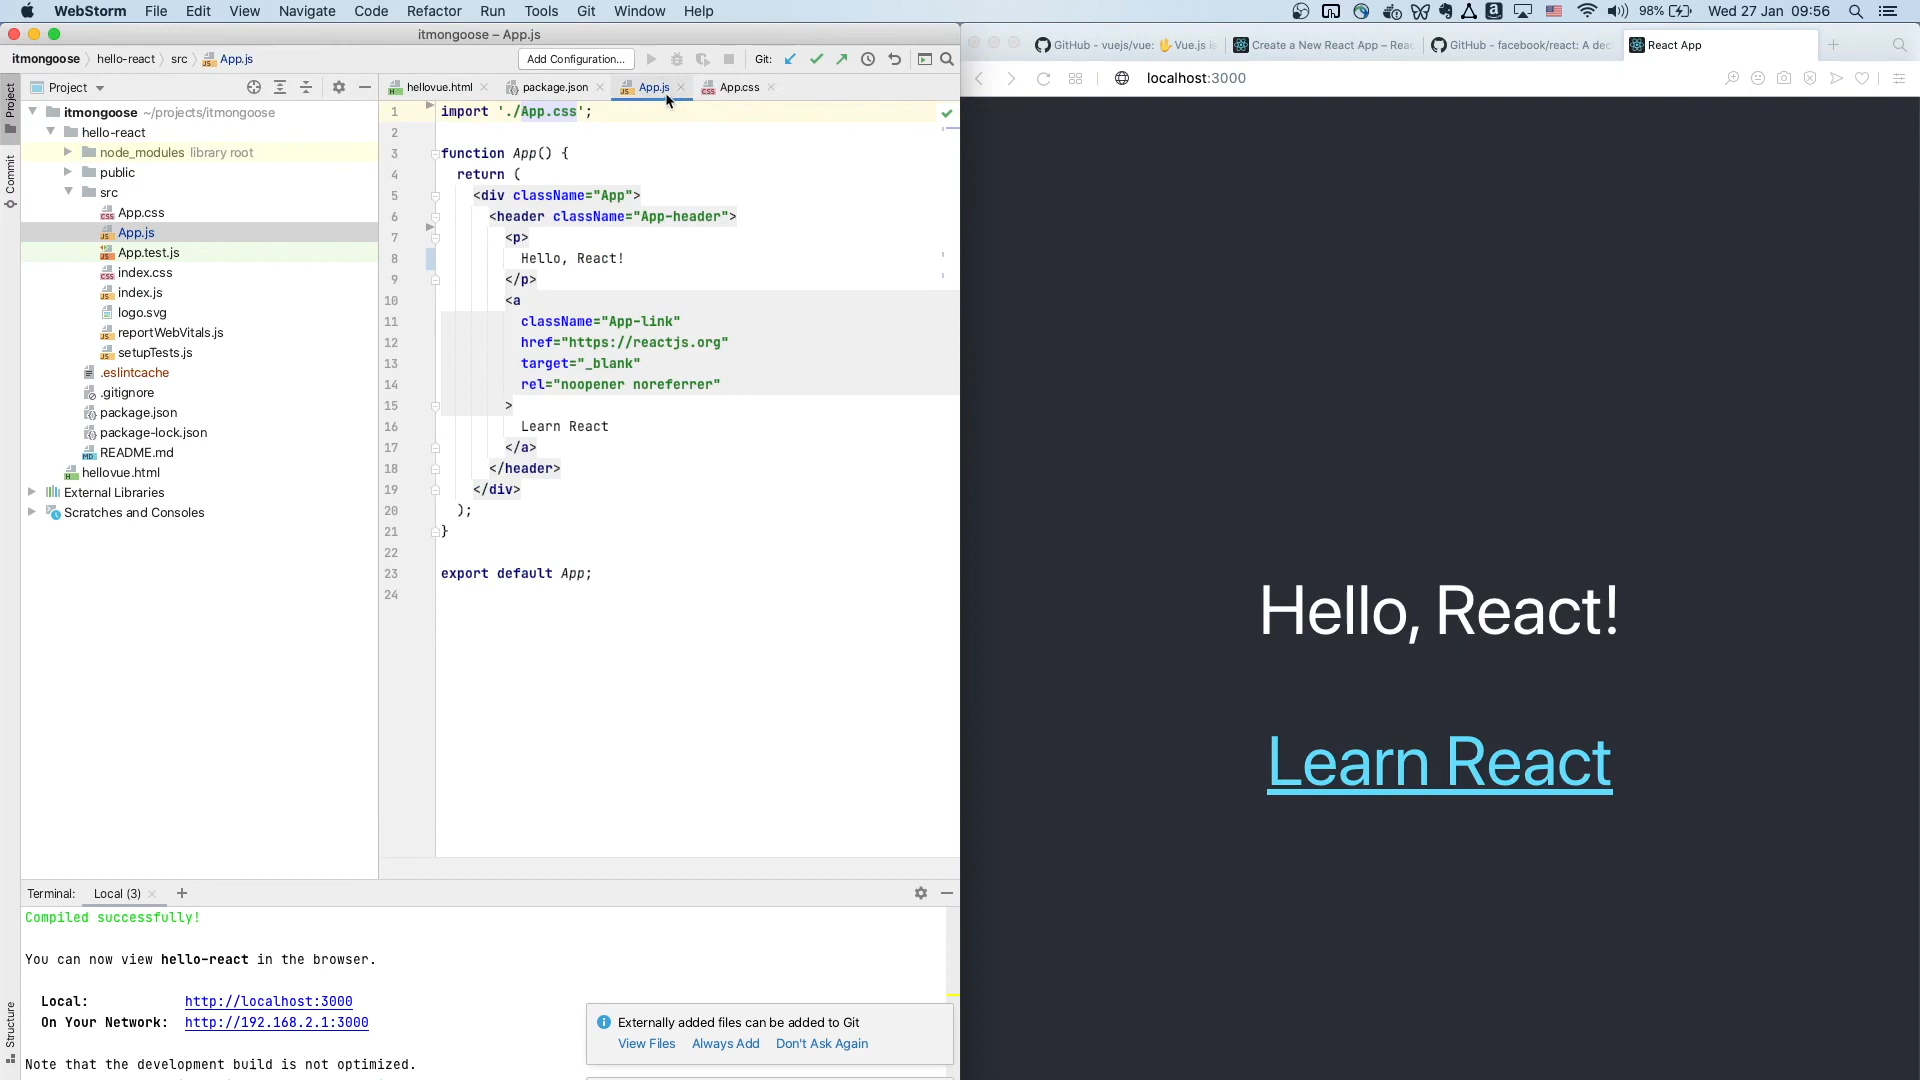 WebStorm File Edit View Navigate Code Refactor Run Tools Git Window Help
98% Wed 27 Jan 09:56
itmongoose – App.js
itmongoose hello-react src App.js
Add Configuration...
Git:
Project
hellovue.html package.json App.js App.css
itmongoose ~/projects/itmongoose
hello-react
node_modules library root
public
src
App.css
App.js
App.test.js
index.css
index.js
logo.svg
reportWebVitals.js
setupTests.js
.eslintcache
.gitignore
package.json
package-lock.json
README.md
hellovue.html
External Libraries
Scratches and Consoles
Project
Commit
Structure
1 import './App.css';
2
3 function App() {
4 return (
5 <div className="App">
6 <header className="App-header">
7 <p>
8 Hello, React!
9 </p>
10 <a
11 className="App-link"
12 href="https://reactjs.org"
13 target="_blank"
14 rel="noopener noreferrer"
15 >
16 Learn React
17 </a>
18 </header>
19 </div>
20 );
21 }
22
23 export default App;
24
Terminal: Local (3)
Compiled successfully!
You can now view hello-react in the browser.
Local: http://localhost:3000
On Your Network: http://192.168.2.1:3000
Note that the development build is not optimized.
Externally added files can be added to Git
View Files Always Add Don't Ask Again
GitHub - vuejs/vue: 🖖 Vue.js is Create a New React App – Reac GitHub - facebook/react: A dec React App
localhost:3000
Hello, React!
Learn React